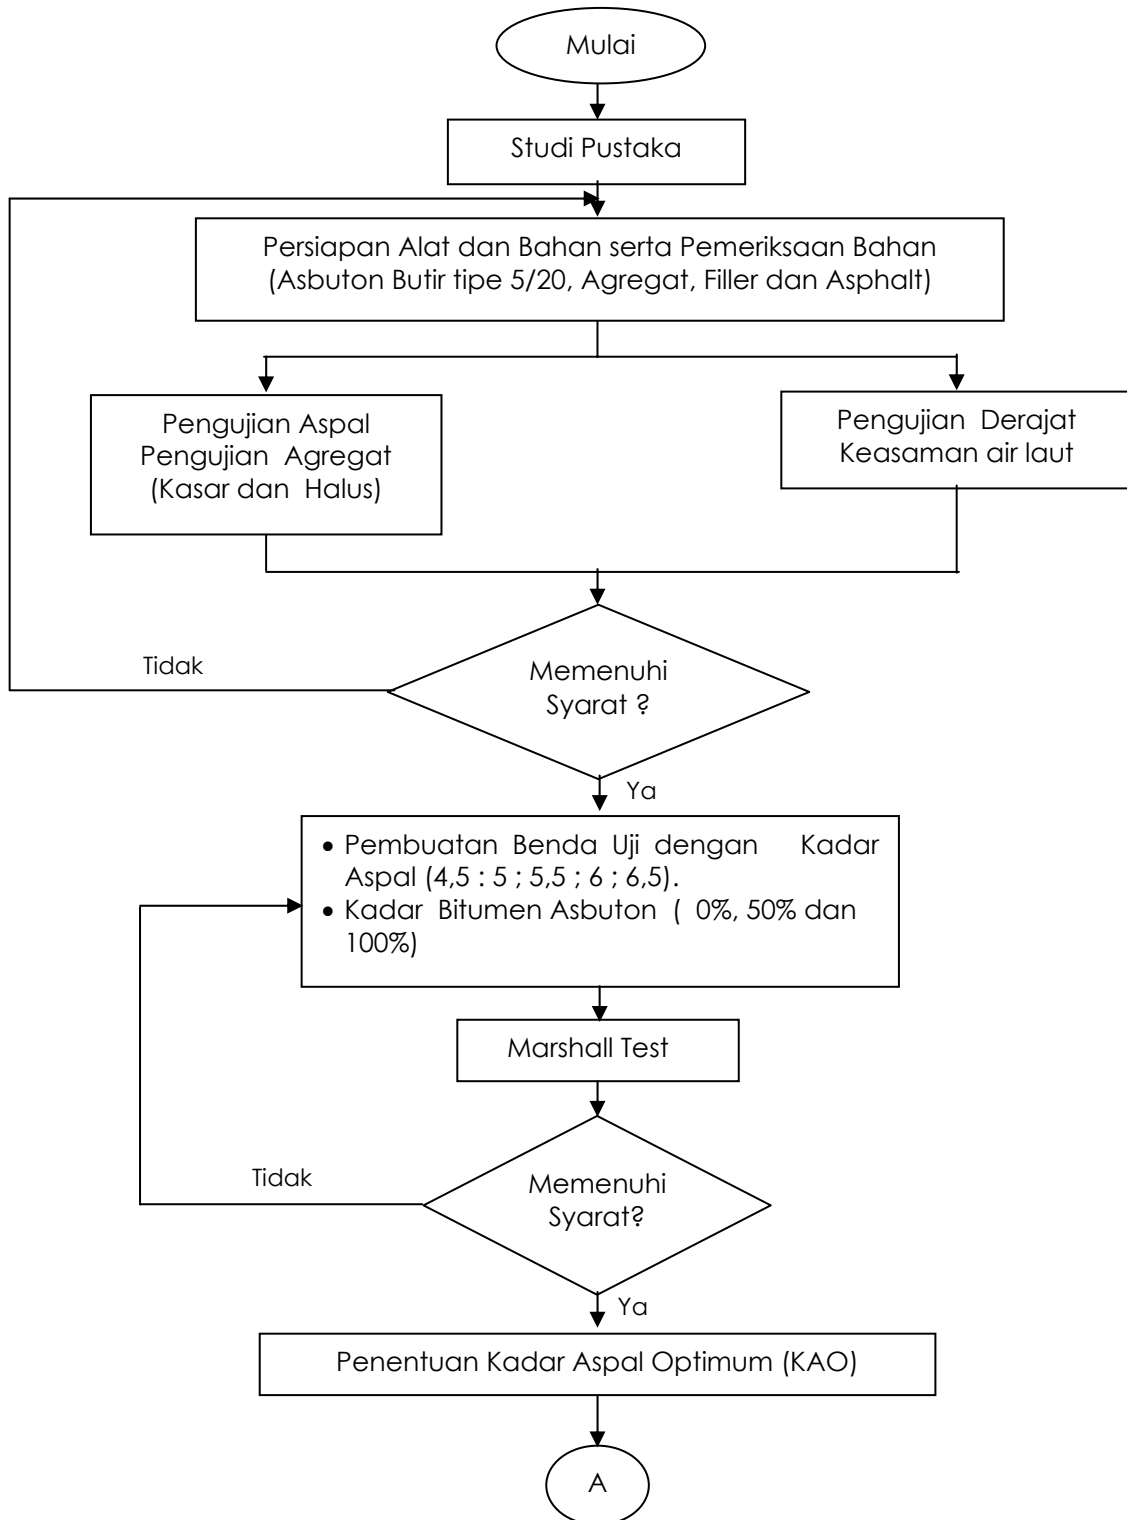 Mulai
Studi Pustaka
Persiapan Alat dan Bahan serta Pemeriksaan Bahan
(Asbuton Butir tipe 5/20, Agregat, Filler dan Asphalt)
Pengujian Aspal
Pengujian Agregat
(Kasar dan Halus)
Pengujian Derajat
Keasaman air laut
Memenuhi
Syarat ?
Tidak
Ya
• Pembuatan Benda Uji dengan Kadar
Aspal (4,5 : 5 ; 5,5 ; 6 ; 6,5).
• Kadar Bitumen Asbuton ( 0%, 50% dan
100%)
Marshall Test
Memenuhi
Syarat?
Tidak
Ya
Penentuan Kadar Aspal Optimum (KAO)
A